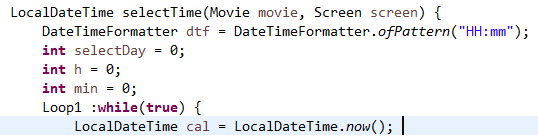 LocalDateTime selectTime(Movie movie, Screen screen) {
DateTimeFormatter dtf = DateTimeFormatter.ofPattern("HH:mm");
int selectDay = 0;
int h = 0;
int min = 0;
Loop1 :while(true) {
LocalDateTime cal = LocalDateTime.now();